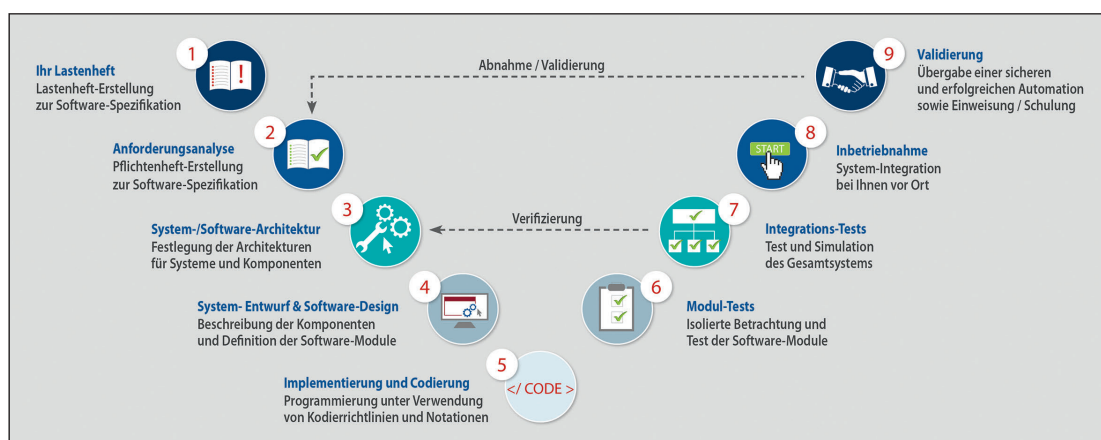 1
Ihr Lastenheft
Lastenheft-Erstellung
zur Software-Spezifikation
!
2
Anforderungsanalyse
Pflichtenheft-Erstellung
zur Software-Spezifikation
3
System-/Software-Architektur
Festlegung der Architekturen
für Systeme und Komponenten
4
System- Entwurf & Software-Design
Beschreibung der Komponenten
und Definition der Software-Module
5
Implementierung und Codierung
Programmierung unter Verwendung
von Kodierrichtlinien und Notationen
</ CODE >
6
Modul-Tests
Isolierte Betrachtung und
Test der Software-Module
7
Integrations-Tests
Test und Simulation
des Gesamtsystems
8
START
Inbetriebnahme
System-Integration
bei Ihnen vor Ort
9
Validierung
Übergabe einer sicheren
und erfolgreichen Automation
sowie Einweisung / Schulung
Abnahme / Validierung
Verifizierung